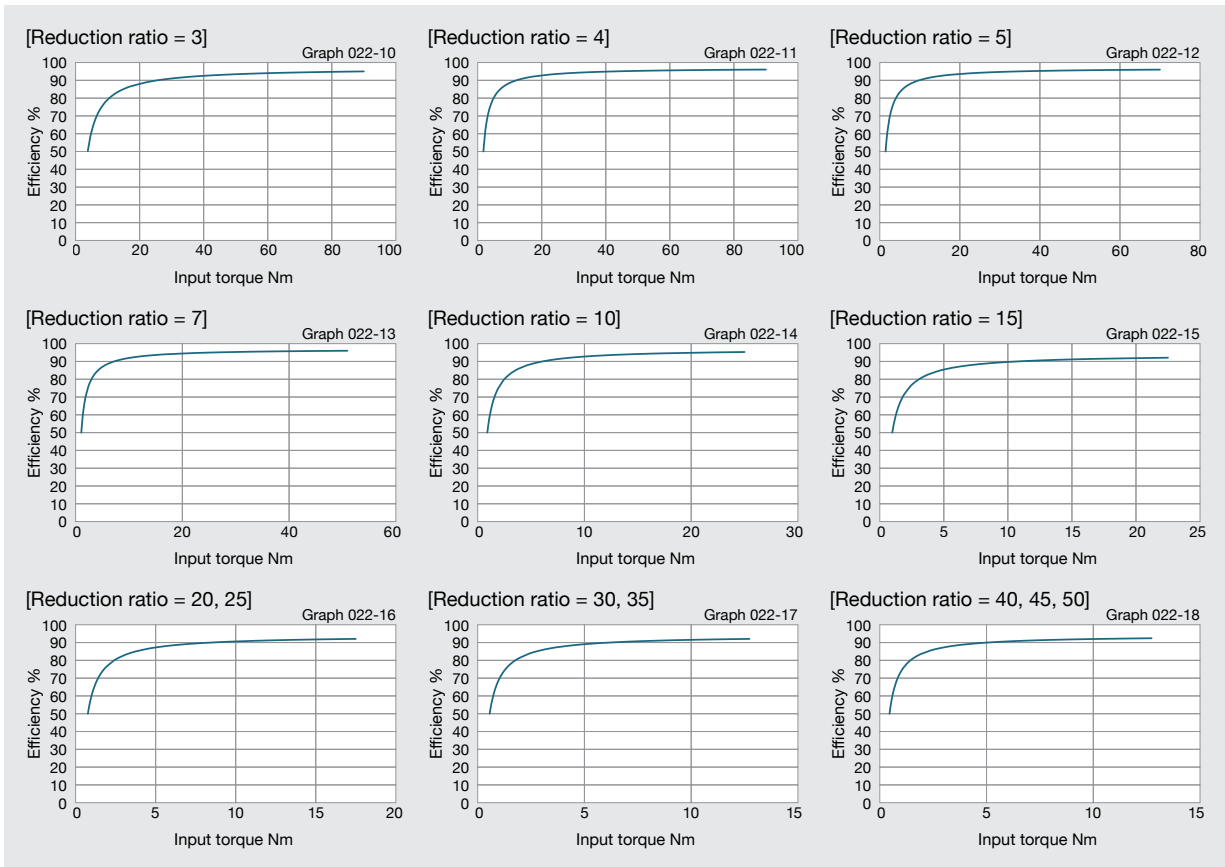 [Reduction ratio = 3]
Graph 022-10
Efficiency %
100
90
80
70
60
50
40
30
20
10
0
0 20 40 60 80 100
Input torque Nm
[Reduction ratio = 4]
Graph 022-11
Efficiency %
100
90
80
70
60
50
40
30
20
10
0
0 20 40 60 80 100
Input torque Nm
[Reduction ratio = 5]
Graph 022-12
Efficiency %
100
90
80
70
60
50
40
30
20
10
0
0 20 40 60 80
Input torque Nm
[Reduction ratio = 7]
Graph 022-13
Efficiency %
100
90
80
70
60
50
40
30
20
10
0
0 20 40 60
Input torque Nm
[Reduction ratio = 10]
Graph 022-14
Efficiency %
100
90
80
70
60
50
40
30
20
10
0
0 10 20 30
Input torque Nm
[Reduction ratio = 15]
Graph 022-15
Efficiency %
100
90
80
70
60
50
40
30
20
10
0
0 5 10 15 20 25
Input torque Nm
[Reduction ratio = 20, 25]
Graph 022-16
Efficiency %
100
90
80
70
60
50
40
30
20
10
0
0 5 10 15 20
Input torque Nm
[Reduction ratio = 30, 35]
Graph 022-17
Efficiency %
100
90
80
70
60
50
40
30
20
10
0
0 5 10 15
Input torque Nm
[Reduction ratio = 40, 45, 50]
Graph 022-18
Efficiency %
100
90
80
70
60
50
40
30
20
10
0
0 5 10 15
Input torque Nm